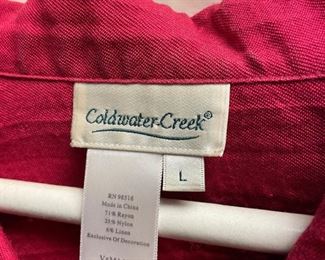 Coldwater-Creek®
L
RN 98518
Made in China
71% Rayon
23% Nylon
6% Linen
Exclusive Of Decoration